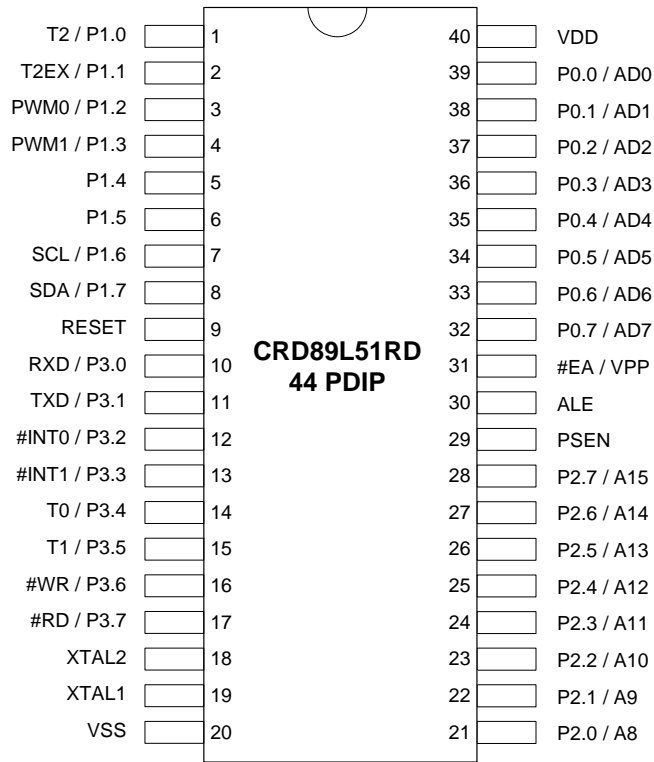 T2 / P1.0 1 40 VDD
T2EX / P1.1 2 39 P0.0 / AD0
PWM0 / P1.2 3 38 P0.1 / AD1
PWM1 / P1.3 4 37 P0.2 / AD2
P1.4 5 36 P0.3 / AD3
P1.5 6 35 P0.4 / AD4
SCL / P1.6 7 34 P0.5 / AD5
SDA / P1.7 8 33 P0.6 / AD6
RESET 9 32 P0.7 / AD7
CRD89L51RD
44 PDIP
RXD / P3.0 10 31 #EA / VPP
TXD / P3.1 11 30 ALE
#INT0 / P3.2 12 29 PSEN
#INT1 / P3.3 13 28 P2.7 / A15
T0 / P3.4 14 27 P2.6 / A14
T1 / P3.5 15 26 P2.5 / A13
#WR / P3.6 16 25 P2.4 / A12
#RD / P3.7 17 24 P2.3 / A11
XTAL2 18 23 P2.2 / A10
XTAL1 19 22 P2.1 / A9
VSS 20 21 P2.0 / A8